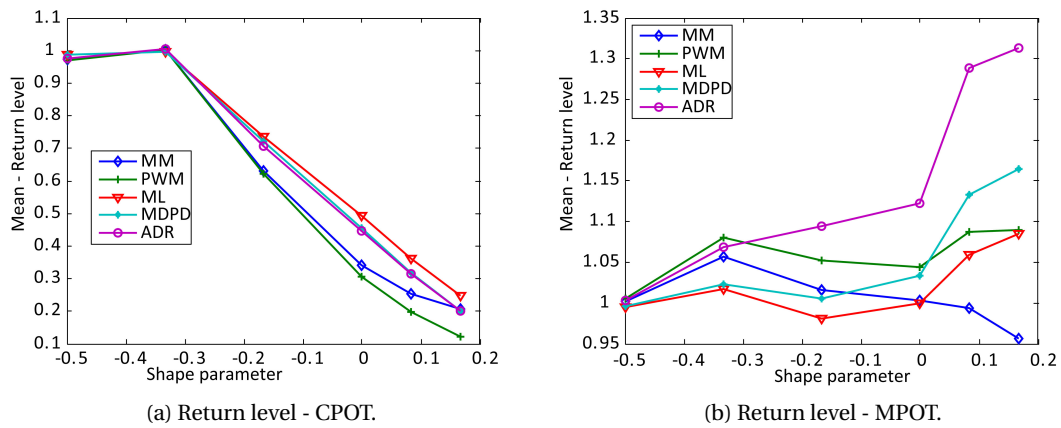 1.1
1
0.9
0.8
0.7
0.6
0.5
0.4
0.3
0.2
0.1
Mean - Return level
MM
PWM
ML
MDPD
ADR
-0.5 -0.4 -0.3 -0.2 -0.1 0 0.1 0.2
Shape parameter
(a) Return level - CPOT.
1.35
1.3
1.25
1.2
1.15
1.1
1.05
1
0.95
Mean - Return level
MM
PWM
ML
MDPD
ADR
-0.5 -0.4 -0.3 -0.2 -0.1 0 0.1 0.2
Shape parameter
(b) Return level - MPOT.